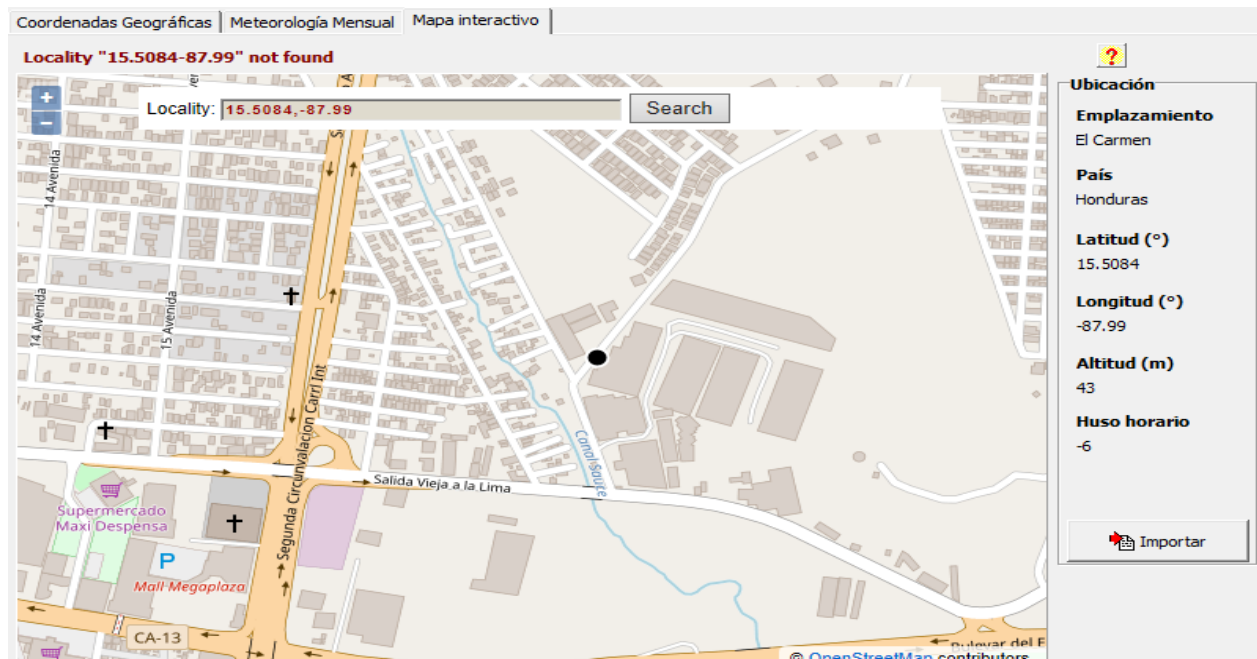 Coordenadas Geográficas
Meteorología Mensual
Mapa interactivo
Locality "15.5084-87.99" not found
?
+
-
Locality:
15.5084,-87.99
Search
Ubicación
Emplazamiento
El Carmen
País
Honduras
Latitud (°)
15.5084
Longitud (°)
-87.99
Altitud (m)
43
Huso horario
-6
Importar
14 Avenida
14 Avenida
15 Avenida
Segunda Circunvalacion Carril Int
Canal Sauce
Salida Vieja a la Lima
Supermercado
Maxi Despensa
P
Mall Megaplaza
CA-13
© OpenStreetMap contributors